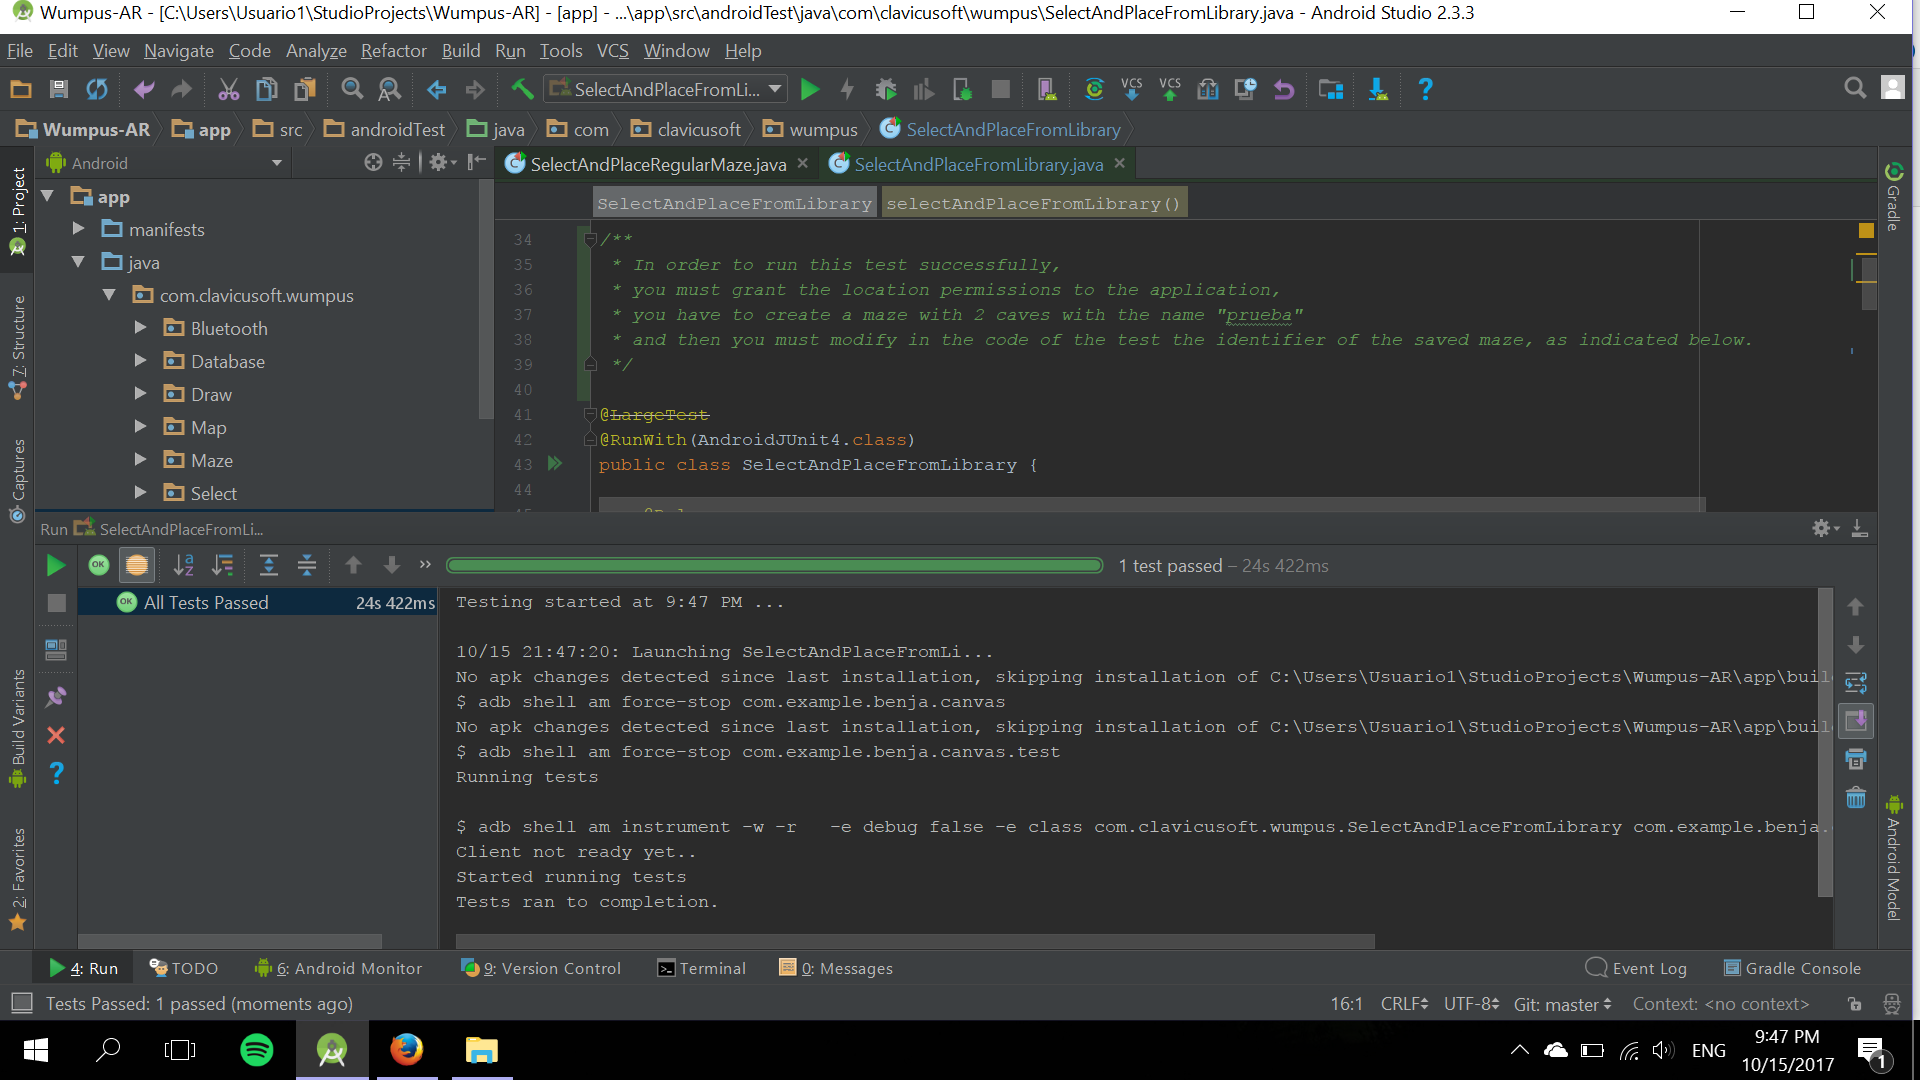 Wumpus-AR - [C:\Users\Usuario1\StudioProjects\Wumpus-AR] - [app] - ...\app\src\androidTest\java\com\clavicusoft\wumpus\SelectAndPlaceFromLibrary.java - Android Studio 2.3.3
File Edit View Navigate Code Analyze Refactor Build Run Tools VCS Window Help
SelectAndPlaceFromLi... VCS VCS
Wumpus-AR app src androidTest java com clavicusoft wumpus SelectAndPlaceFromLibrary
Android
SelectAndPlaceRegularMaze.java SelectAndPlaceFromLibrary.java
1: Project
7: Structure
Captures
Build Variants
2: Favorites
app
manifests
java
com.clavicusoft.wumpus
Bluetooth
Database
Draw
Map
Maze
Select
SelectAndPlaceFromLibrary selectAndPlaceFromLibrary()
34 /**
35 * In order to run this test successfully,
36 * you must grant the location permissions to the application,
37 * you have to create a maze with 2 caves with the name "prueba"
38 * and then you must modify in the code of the test the identifier of the saved maze, as indicated below.
39 */
40
41 @LargeTest
42 @RunWith(AndroidJUnit4.class)
43 public class SelectAndPlaceFromLibrary {
44
Gradle
Android Model
Run SelectAndPlaceFromLi...
OK 1 test passed – 24s 422ms
OK All Tests Passed 24s 422ms
Testing started at 9:47 PM ...
10/15 21:47:20: Launching SelectAndPlaceFromLi...
No apk changes detected since last installation, skipping installation of C:\Users\Usuario1\StudioProjects\Wumpus-AR\app\buil
$ adb shell am force-stop com.example.benja.canvas
No apk changes detected since last installation, skipping installation of C:\Users\Usuario1\StudioProjects\Wumpus-AR\app\buil
$ adb shell am force-stop com.example.benja.canvas.test
Running tests
$ adb shell am instrument -w -r   -e debug false -e class com.clavicusoft.wumpus.SelectAndPlaceFromLibrary com.example.benja.
Client not ready yet..
Started running tests
Tests ran to completion.
4: Run TODO 6: Android Monitor 9: Version Control Terminal 0: Messages Event Log Gradle Console
Tests Passed: 1 passed (moments ago) 16:1 CRLF UTF-8 Git: master Context: <no context>
ENG 9:47 PM
10/15/2017
1